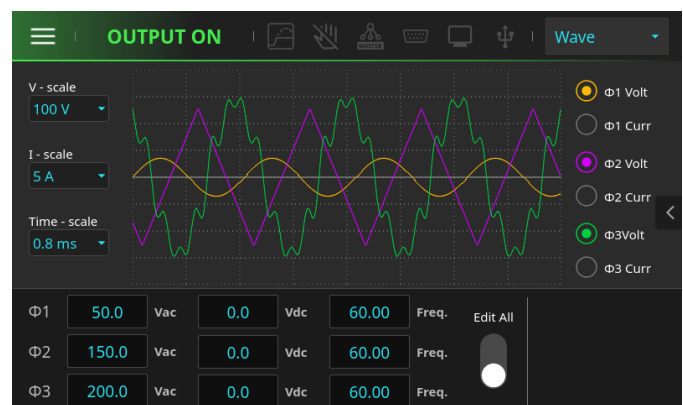 OUTPUT ON
MASTER
Wave
V - scale
100 V
I - scale
5 A
Time - scale
0.8 ms
Φ1 Volt
Φ1 Curr
Φ2 Volt
Φ2 Curr
Φ3Volt
Φ3 Curr
Φ1 50.0 Vac 0.0 Vdc 60.00 Freq.
Edit All
Φ2 150.0 Vac 0.0 Vdc 60.00 Freq.
Φ3 200.0 Vac 0.0 Vdc 60.00 Freq.